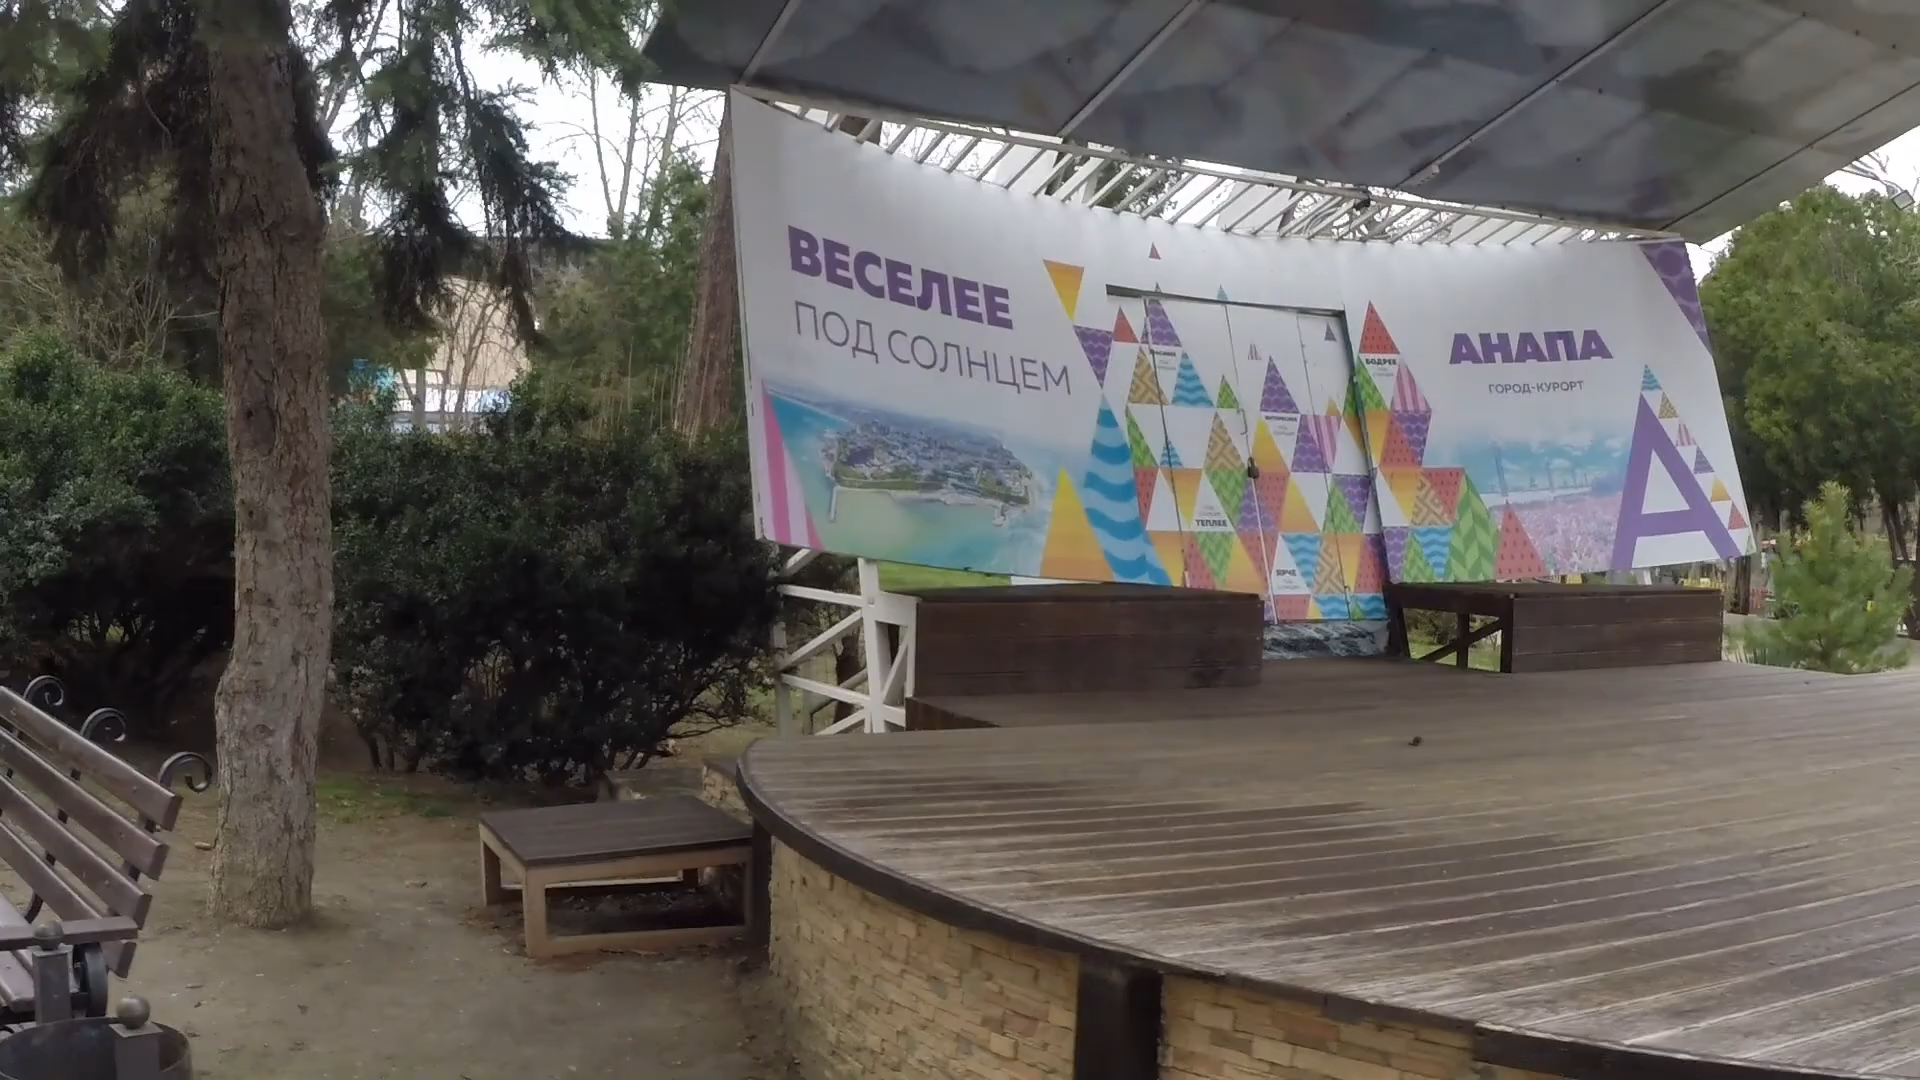 ВЕСЕЛЕЕ
ПОД СОЛНЦЕМ
БОДРЕЕ
АНАПА
ГОРОД-КУРОРТ
ТЕПЛЕЕ
ЯРЧЕ
А